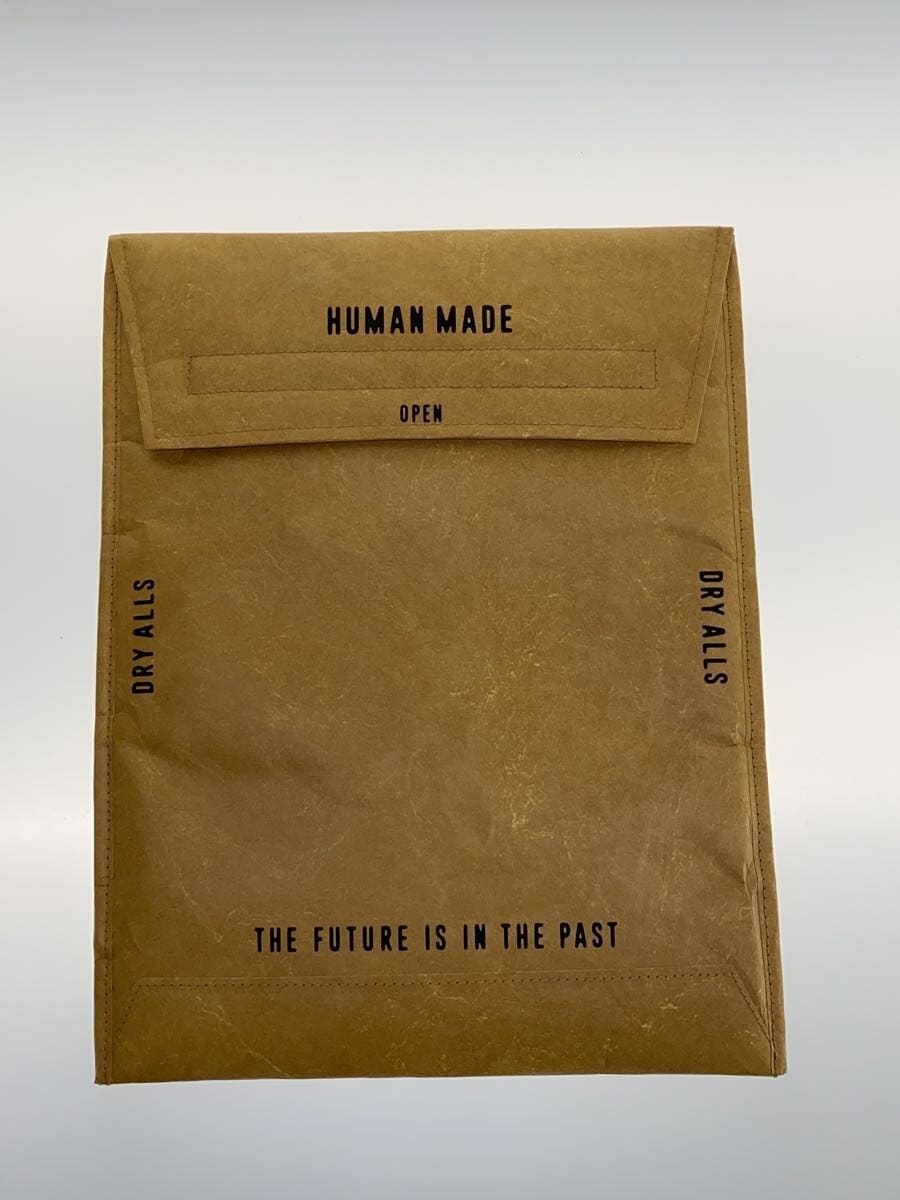 HUMAN MADE
OPEN
DRY ALLS
DRY ALLS
THE FUTURE IS IN THE PAST